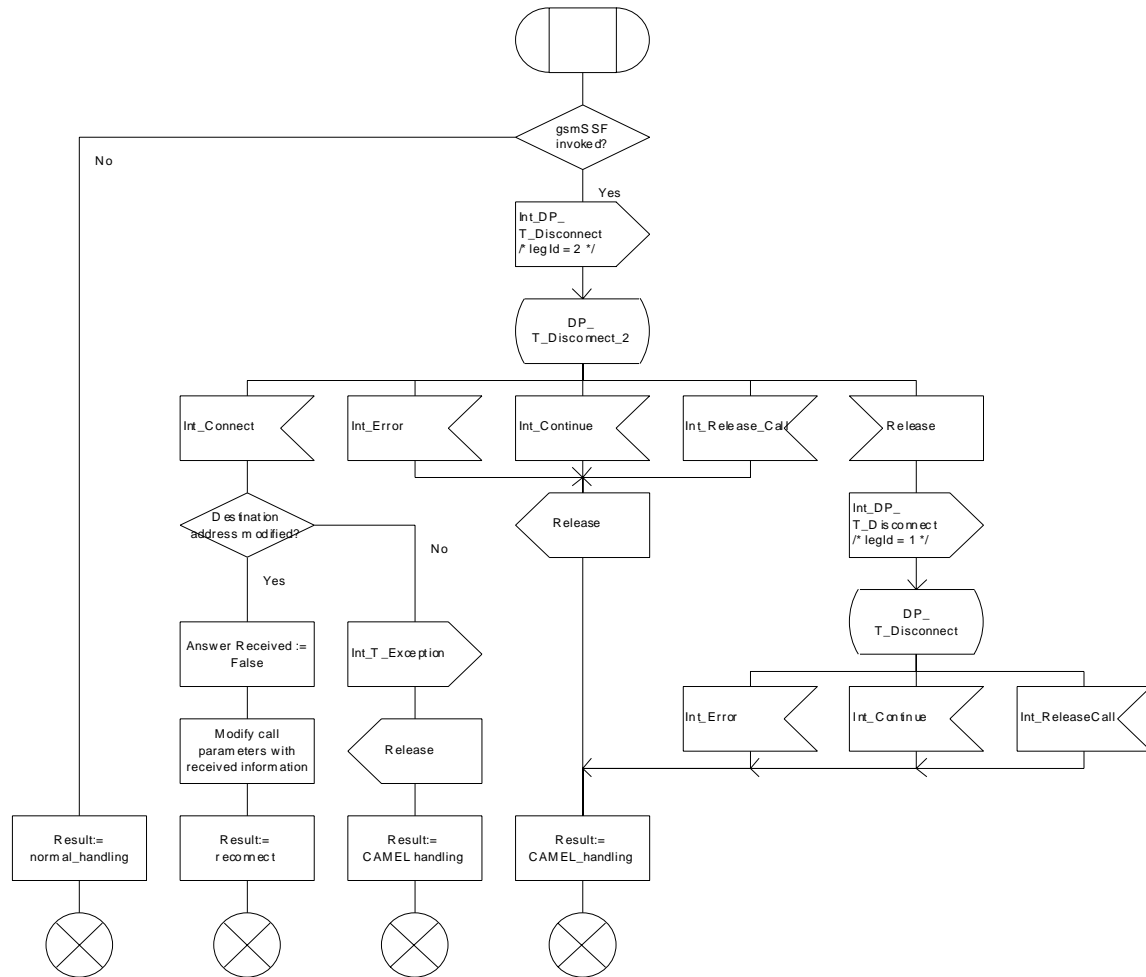 gsmSSF
invoked?
No
Yes
Int_DP_
T_Disconnect
/* legId = 2 */
DP_
T_Disconnect_2
Int_Connect
Int_Error
Int_Continue
Int_Release_Call
Release
Destination
address modified?
No
Yes
Release
Int_DP_
T_Disconnect
/* legId = 1 */
DP_
T_Disconnect
Answer Received :=
False
Int_T_Exception
Int_Error
Int_Continue
Int_ReleaseCall
Modify call
parameters with
received information
Release
Result:=
normal_handling
Result:=
reconnect
Result:=
CAMEL handling
Result:=
CAMEL_handling